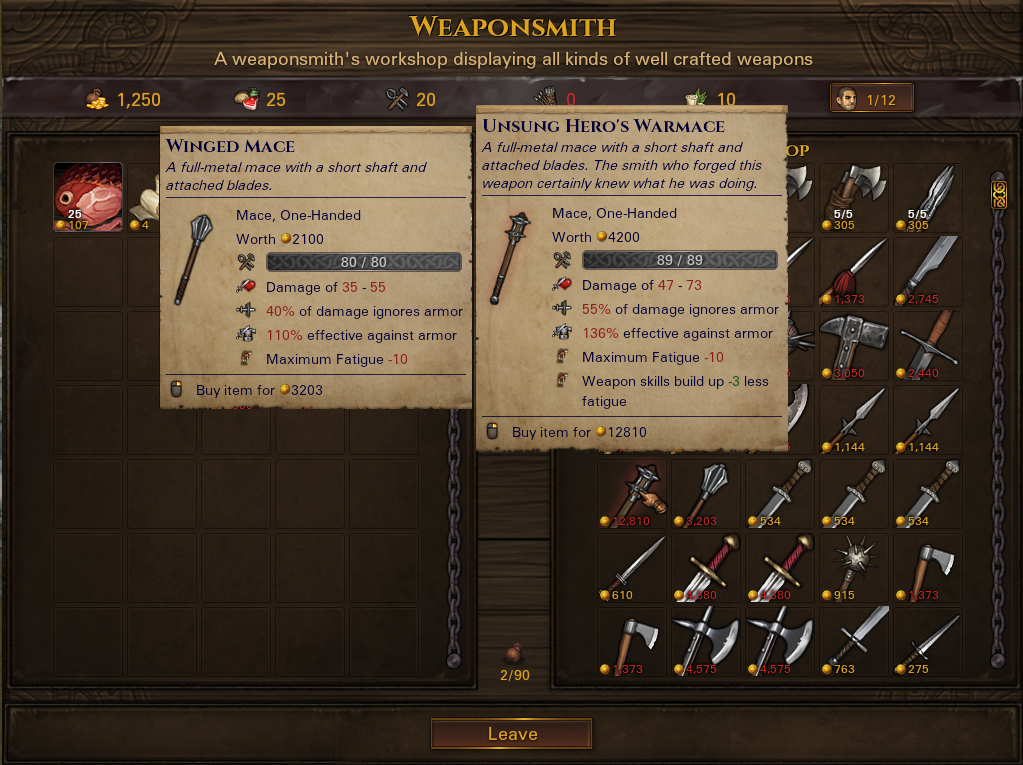 WEAPONSMITH
A weaponsmith's workshop displaying all kinds of well crafted weapons
1,250
25
20
0
10
1/12
WINGED MACE
A full-metal mace with a short shaft and
attached blades.
Mace, One-Handed
Worth 2100
80 / 80
Damage of 35 - 55
40% of damage ignores armor
110% effective against armor
Maximum Fatigue -10
Buy item for 3203
UNSUNG HERO'S WARMACE
A full-metal mace with a short shaft and
attached blades. The smith who forged this
weapon certainly knew what he was doing.
Mace, One-Handed
Worth 4200
89 / 89
Damage of 47 - 73
55% of damage ignores armor
136% effective against armor
Maximum Fatigue -10
Weapon skills build up -3 less
fatigue
Buy item for 12810
25
107
4
5/5
305
5/5
305
1,373
2,745
3,050
2,440
1,144
1,144
12,810
3,203
534
534
534
610
4,880
4,880
915
1,373
1,373
4,575
4,575
763
275
2/90
Leave